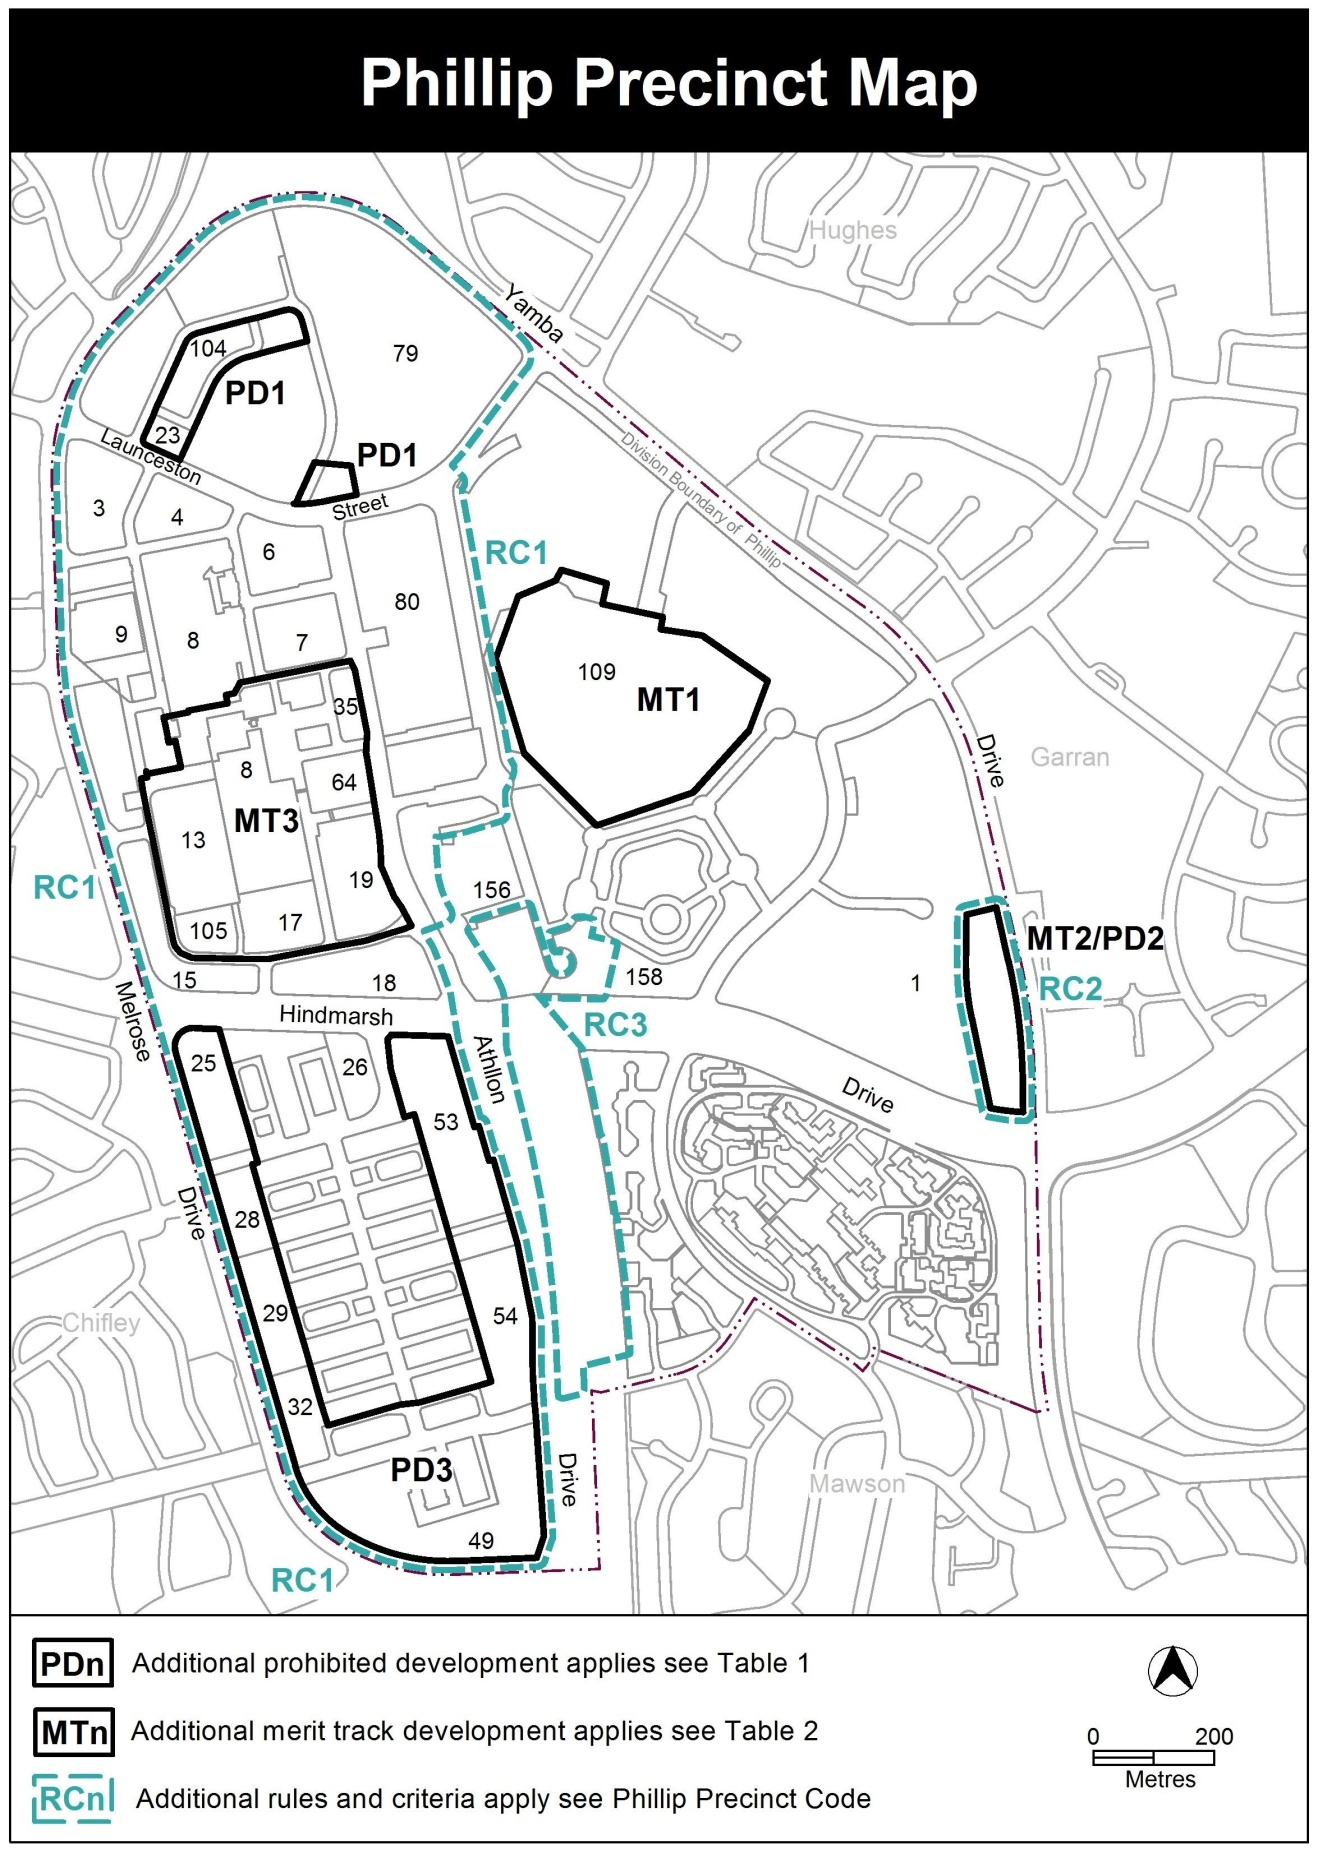 Phillip Precinct Map
Hughes
Yamba
104
79
PD1
23
Launceston
PD1
Division Boundary of Phillip
3
4
Street
6
RC1
80
9
8
7
109
MT1
35
Drive
Garran
8
64
MT3
13
RC1
19
156
105
17
MT2/PD2
15
18
158
1
RC2
Melrose
Hindmarsh
RC3
25
26
Athllon
Drive
53
Drive
28
29
54
Chifley
32
PD3
Drive
Mawson
49
RC1
PDn Additional prohibited development applies see Table 1
MTn Additional merit track development applies see Table 2
0 200
Metres
RCn Additional rules and criteria apply see Phillip Precinct Code